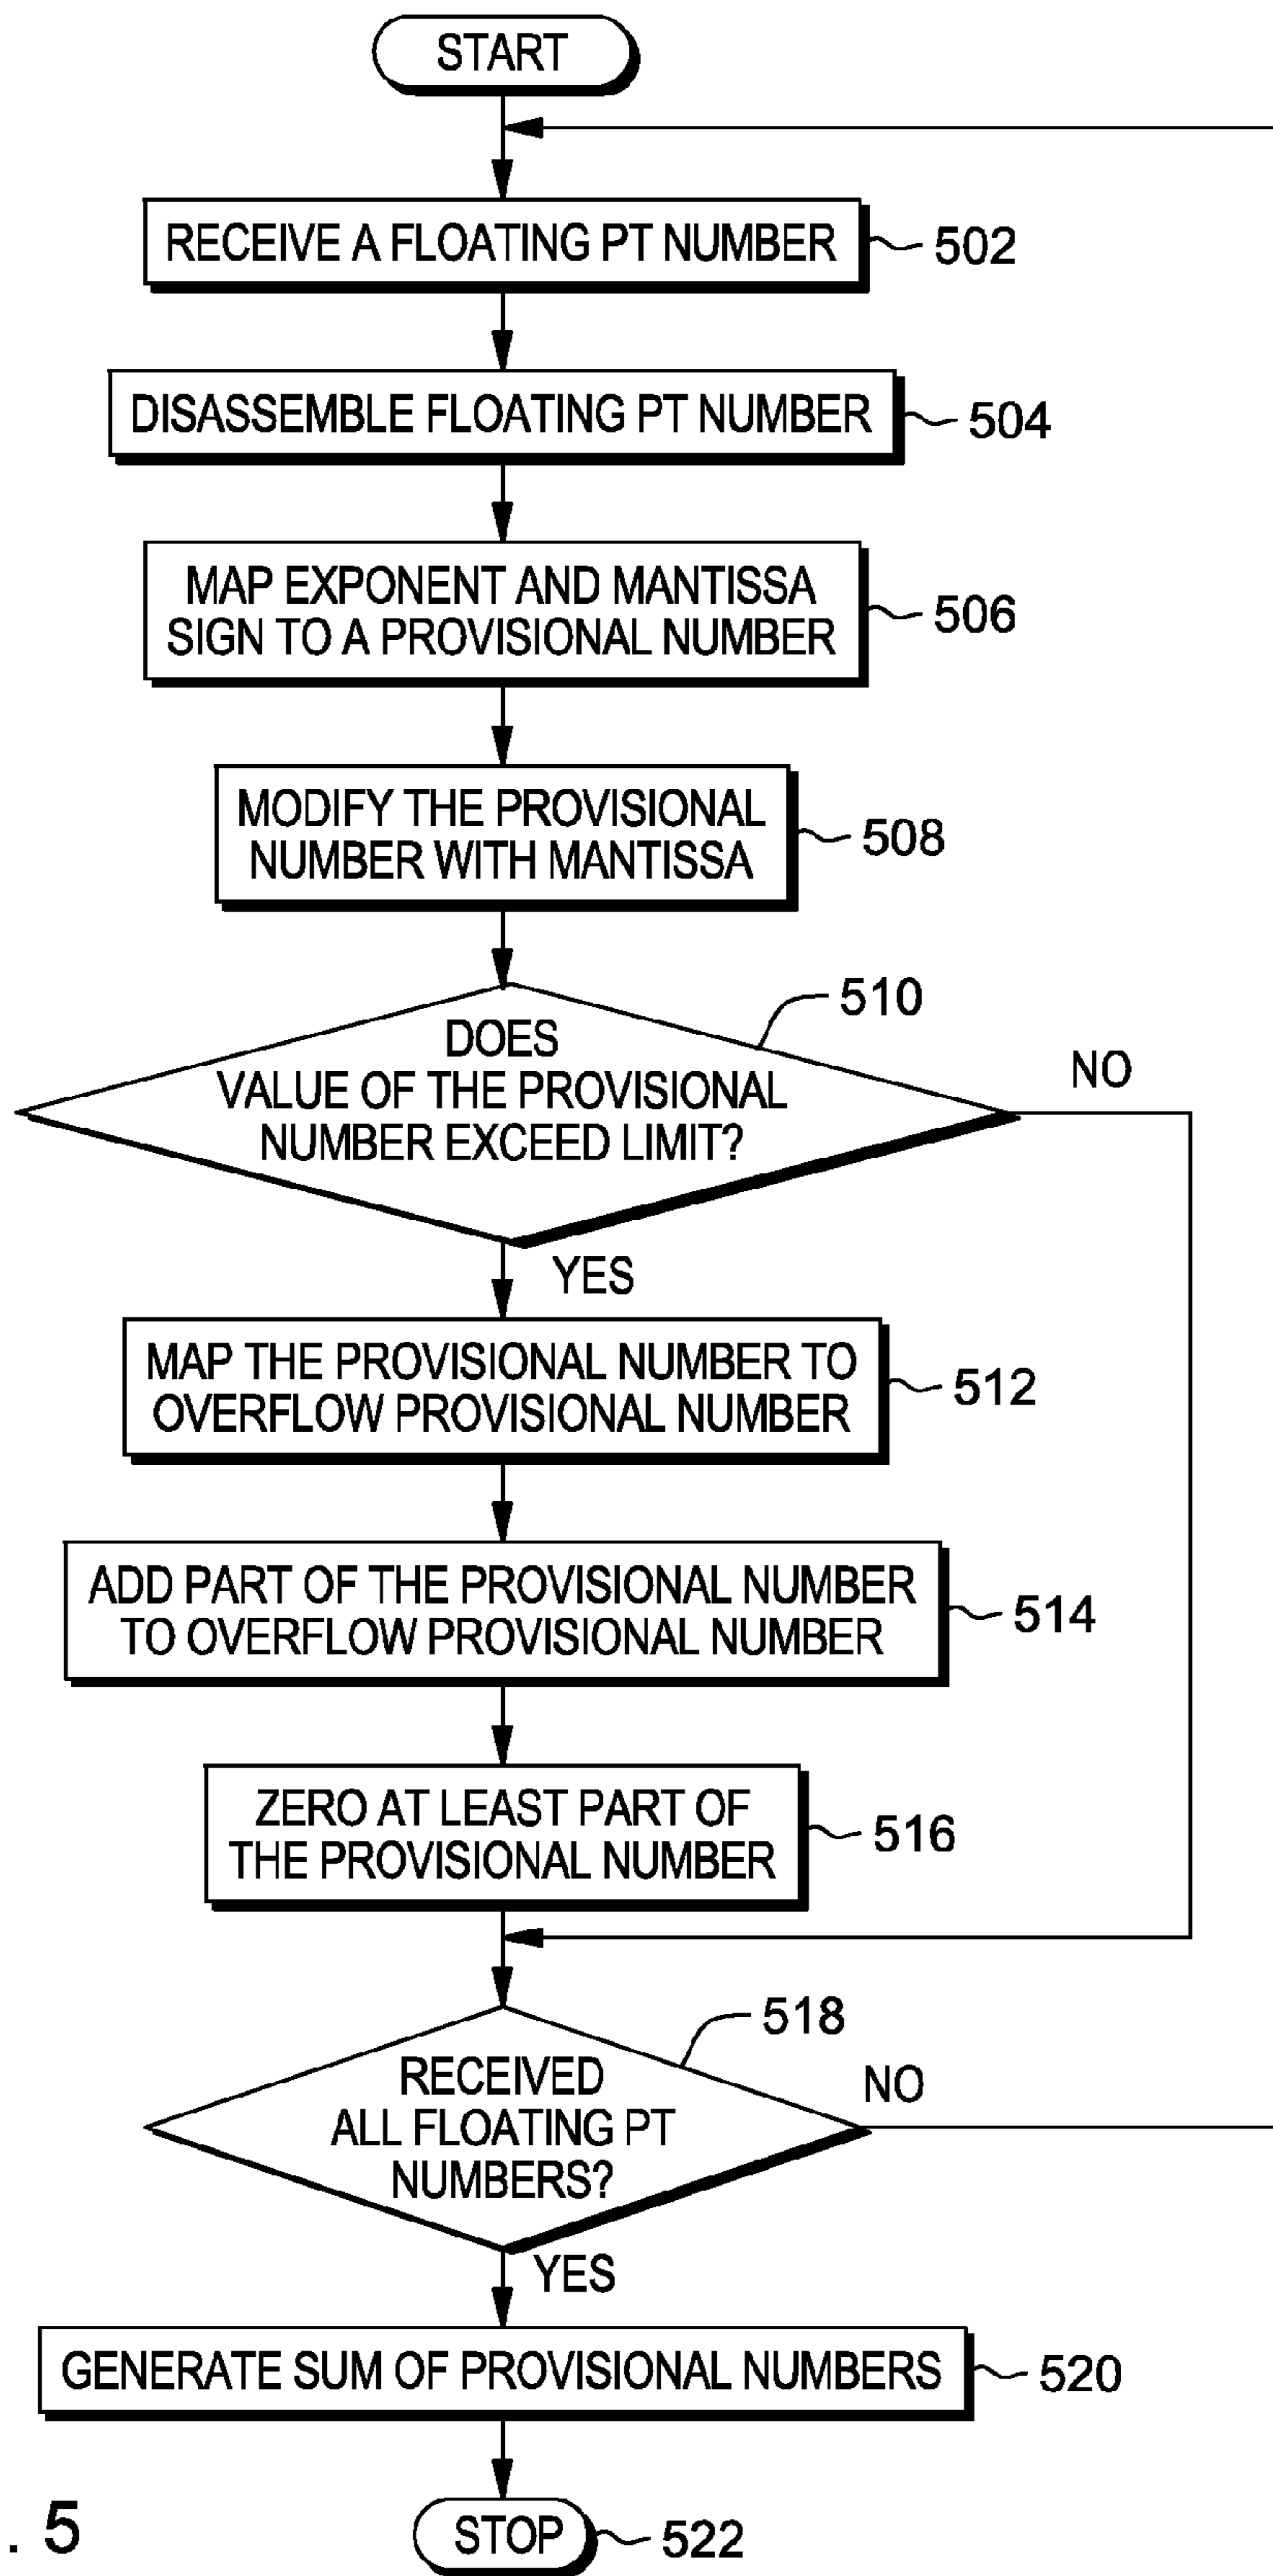 START
RECEIVE A FLOATING PT NUMBER
502
DISASSEMBLE FLOATING PT NUMBER
504
MAP EXPONENT AND MANTISSA
SIGN TO A PROVISIONAL NUMBER
506
MODIFY THE PROVISIONAL
NUMBER WITH MANTISSA
508
510
DOES
VALUE OF THE PROVISIONAL
NUMBER EXCEED LIMIT?
NO
YES
MAP THE PROVISIONAL NUMBER TO
OVERFLOW PROVISIONAL NUMBER
512
ADD PART OF THE PROVISIONAL NUMBER
TO OVERFLOW PROVISIONAL NUMBER
514
ZERO AT LEAST PART OF
THE PROVISIONAL NUMBER
516
518
RECEIVED
ALL FLOATING PT
NUMBERS?
NO
YES
GENERATE SUM OF PROVISIONAL NUMBERS
520
STOP
522
. 5